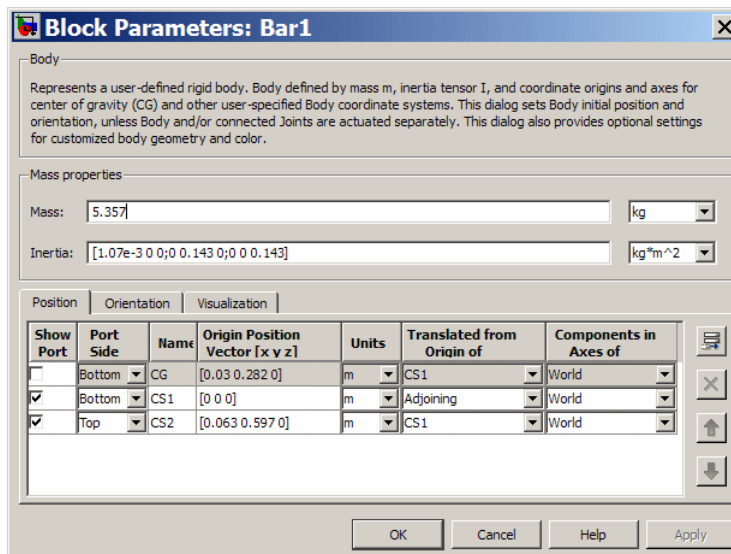 Block Parameters: Bar1
Body
Represents a user-defined rigid body. Body defined by mass m, inertia tensor I, and coordinate origins and axes for
center of gravity (CG) and other user-specified Body coordinate systems. This dialog sets Body initial position and
orientation, unless Body and/or connected Joints are actuated separately. This dialog also provides optional settings
for customized body geometry and color.
Mass properties
Mass: 5.357 kg
Inertia: [1.07e-3 0 0;0 0.143 0;0 0 0.143] kg*m^2
Position Orientation Visualization
Show Port Port Side Name Origin Position Vector [x y z] Units Translated from Origin of Components in Axes of
Bottom CG [0.03 0.282 0] m CS1 World
Bottom CS1 [0 0 0] m Adjoining World
Top CS2 [0.063 0.597 0] m CS1 World
OK Cancel Help Apply